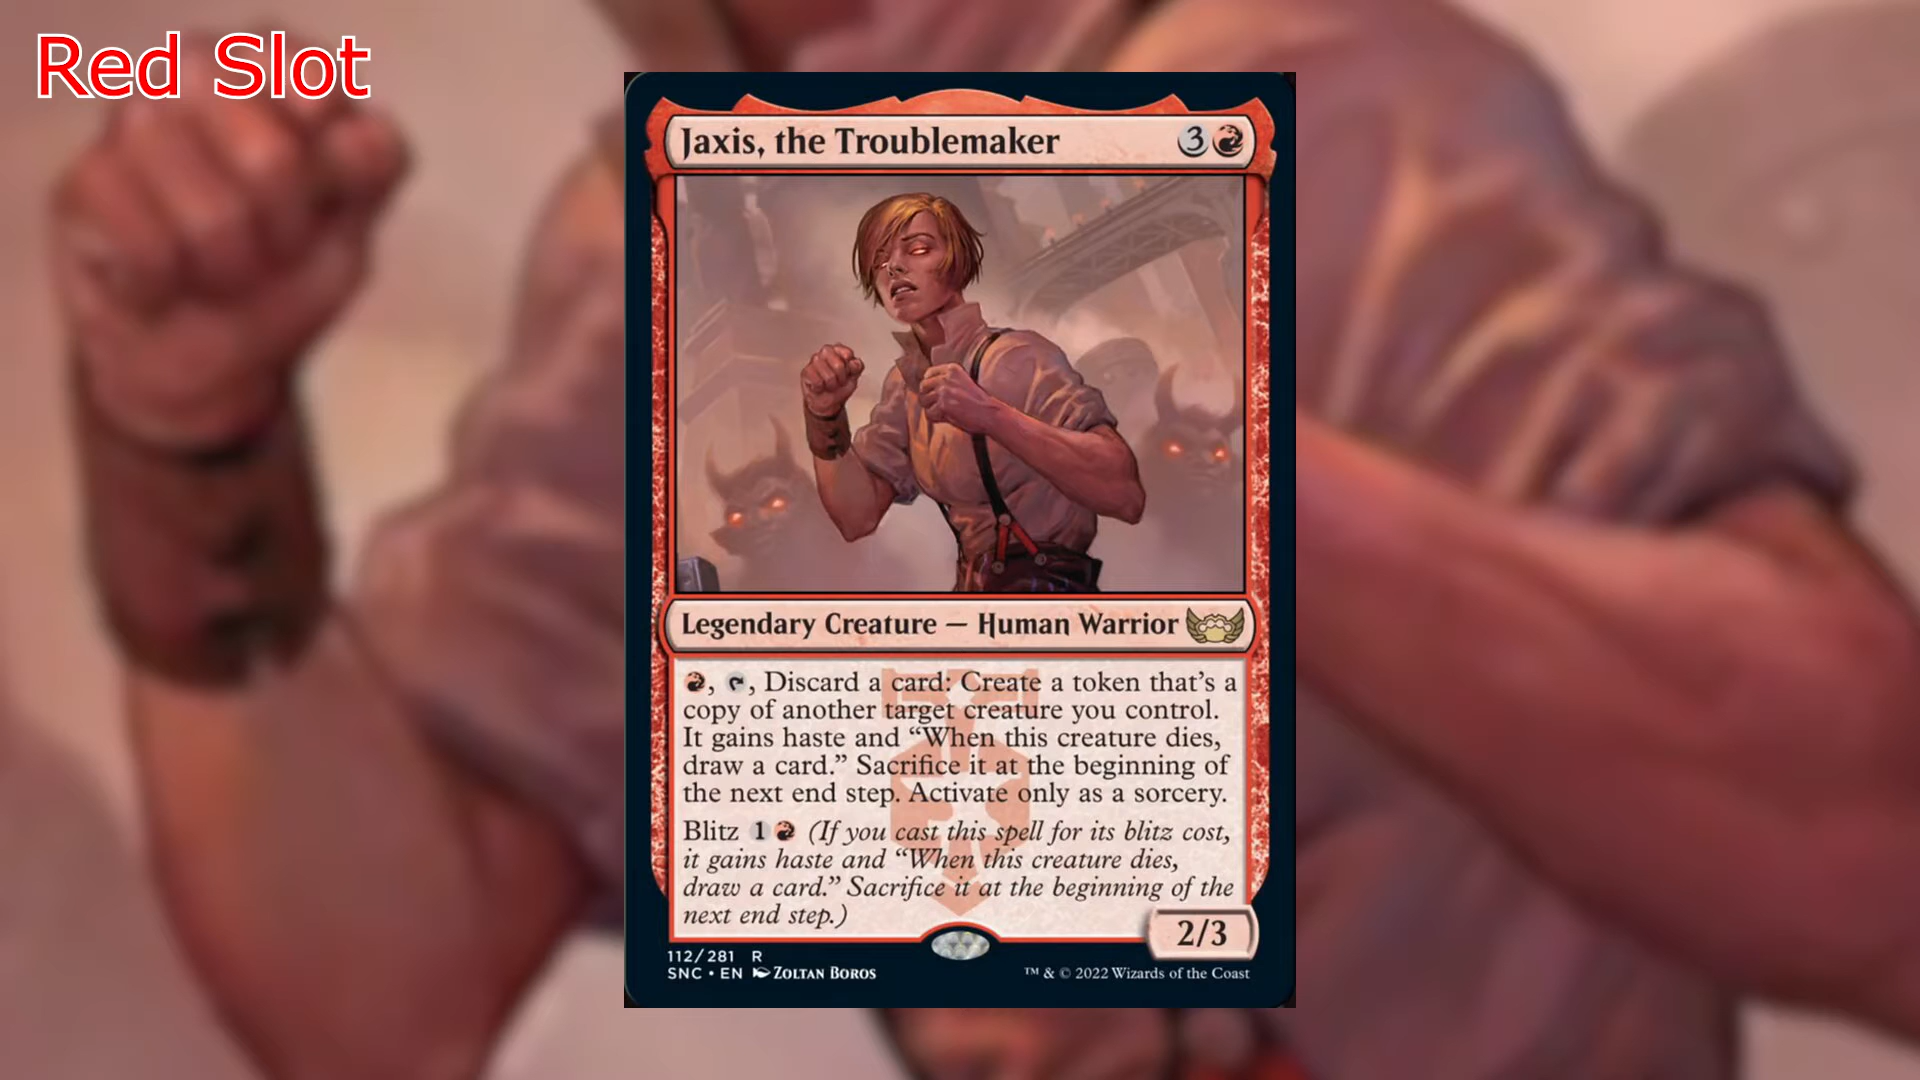 Red Slot
Jaxis, the Troublemaker 3
Legendary Creature — Human Warrior
, , Discard a card: Create a token that's a
copy of another target creature you control.
It gains haste and “When this creature dies,
draw a card.” Sacrifice it at the beginning of
the next end step. Activate only as a sorcery.
Blitz 1 (If you cast this spell for its blitz cost,
it gains haste and “When this creature dies,
draw a card.” Sacrifice it at the beginning of the
next end step.)
2/3
112/281 R
SNC • EN Zoltan Boros
™ & © 2022 Wizards of the Coast